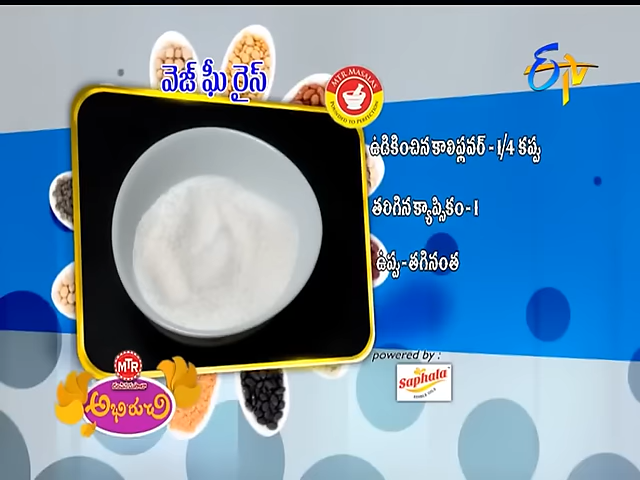 వెజ్ ఘీ రైస్
MTR MASALAS
POUNDED TO PERFECTION
ETV
ఉడికించిన కాలిఫ్లవర్ - 1/4 కప్పు
తరిగిన క్యాప్సికం - 1
ఉప్పు - తగినంత
powered by :
Saphala
MTR
అభిరుచి